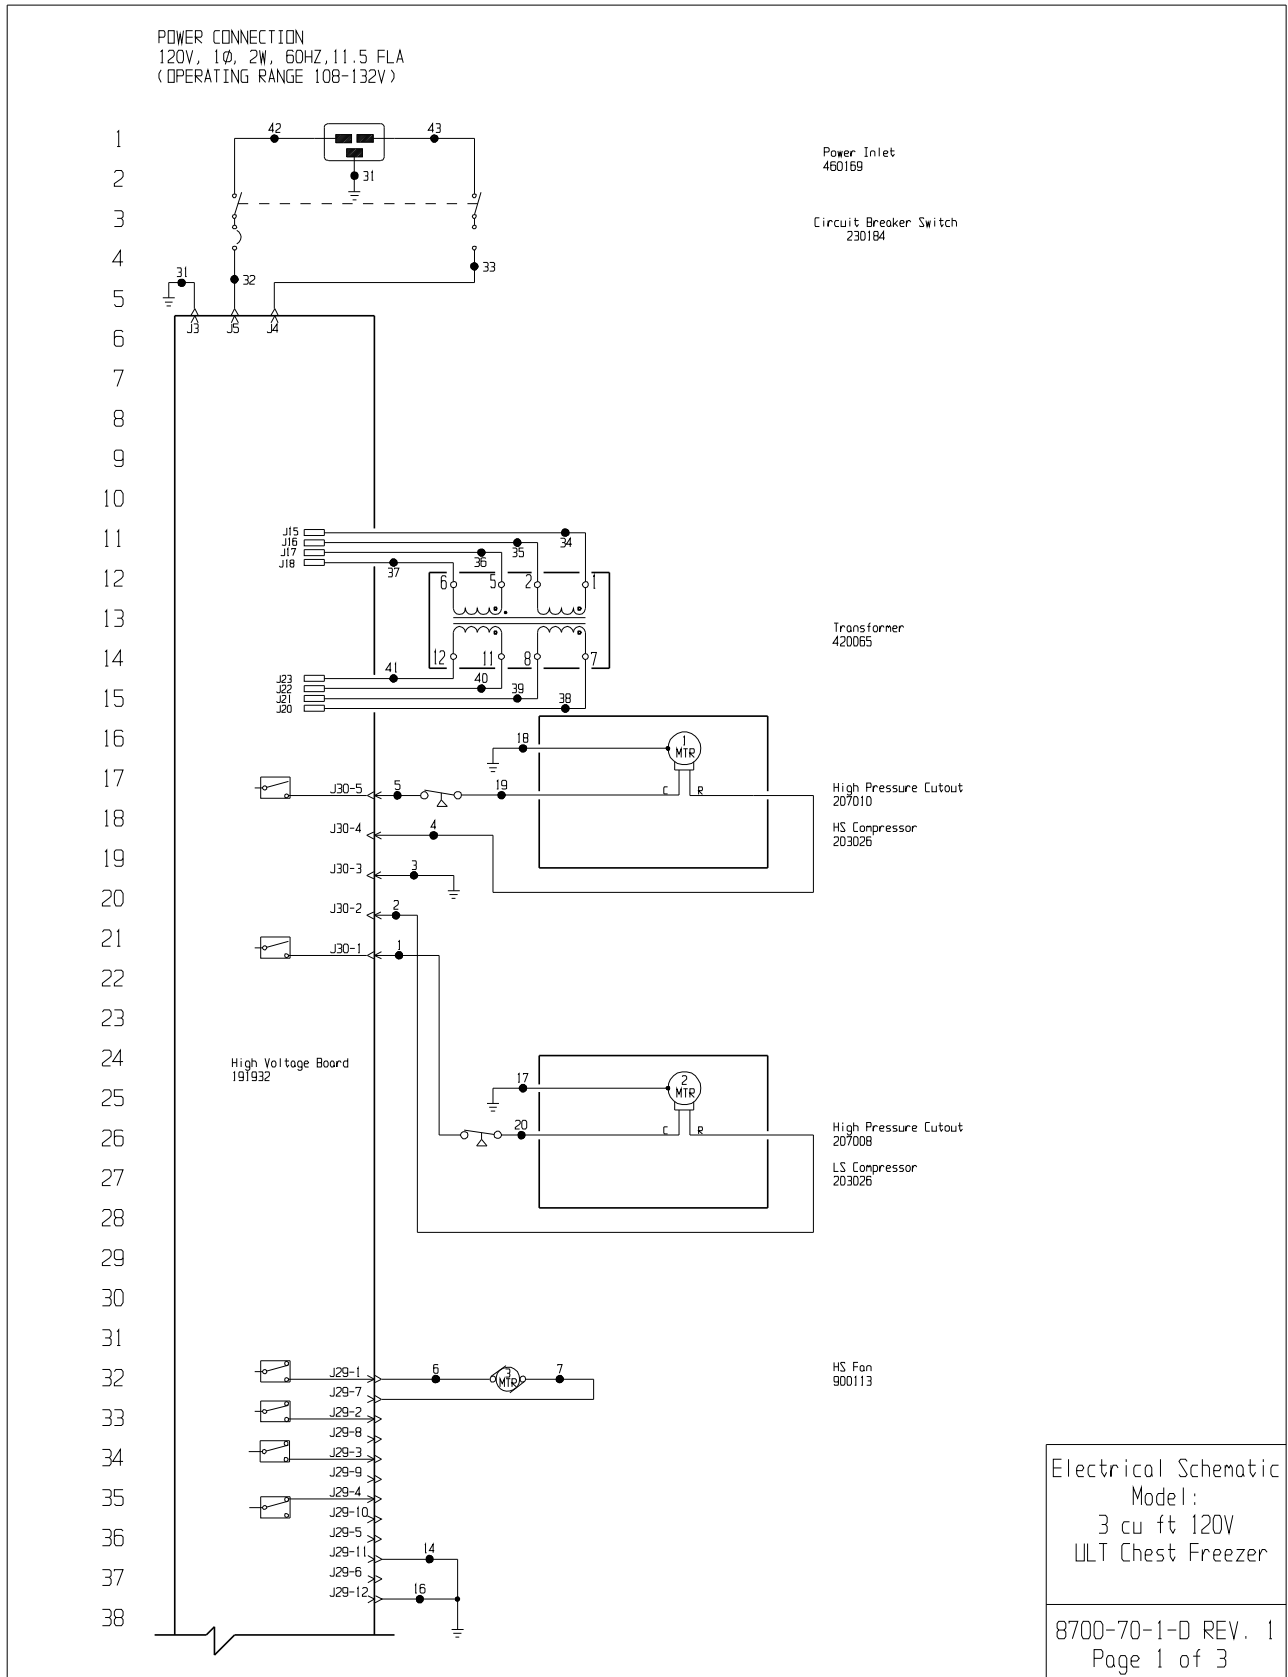 POWER CONNECTION
120V, 1Ø, 2W, 60HZ,11.5 FLA
(OPERATING RANGE 108-132V)
1 42 43
Power Inlet
460169
2 31
3
Circuit Breaker Switch
230184
4 33
31 32
5
J3 J5 J4
6
7
8
9
10
J15
11 J16 35 34
J17 36
J18 37
12 6 5 2 1
13
Transformer
420065
14 12 11 8 7
J23 41
J22 40
15 J21 39
J20 38
16 18 1
MTR
17 J30-5 5 19 C R
High Pressure Cutout
207010
18 J30-4 4
HS Compressor
203026
19 J30-3 3
20 J30-2 2
21 J30-1 1
22
23
24
High Voltage Board
191932
25 17 2
MTR
26 20 C R
High Pressure Cutout
207008
27
LS Compressor
203026
28
29
30
31
32 J29-1 6 3 7
MTR
HS Fan
900113
J29-7
33 J29-2
J29-8
34 J29-3
J29-9
35 J29-4
J29-10
36 J29-5
J29-11 14
37 J29-6
J29-12 16
38
Electrical Schematic
Model:
3 cu ft 120V
ULT Chest Freezer
8700-70-1-D REV. 1
Page 1 of 3